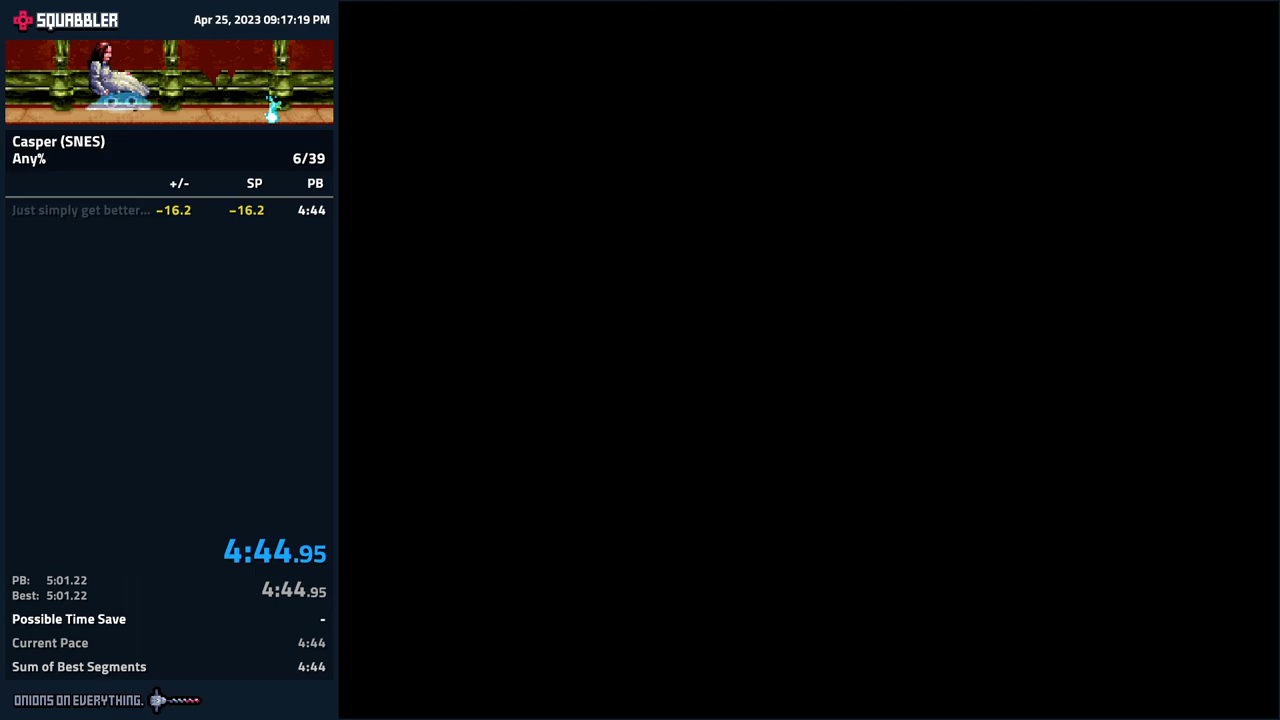 SQUABBLER Apr 25, 2023 09:17:19 PM
Casper (SNES)
Any% 6/39
+/- SP PB
Just simply get better... −16.2 −16.2 4:44
4:44.95
PB: 5:01.22 4:44.95
Best: 5:01.22
Possible Time Save -
Current Pace 4:44
Sum of Best Segments 4:44
ONIONS ON EVERYTHING.